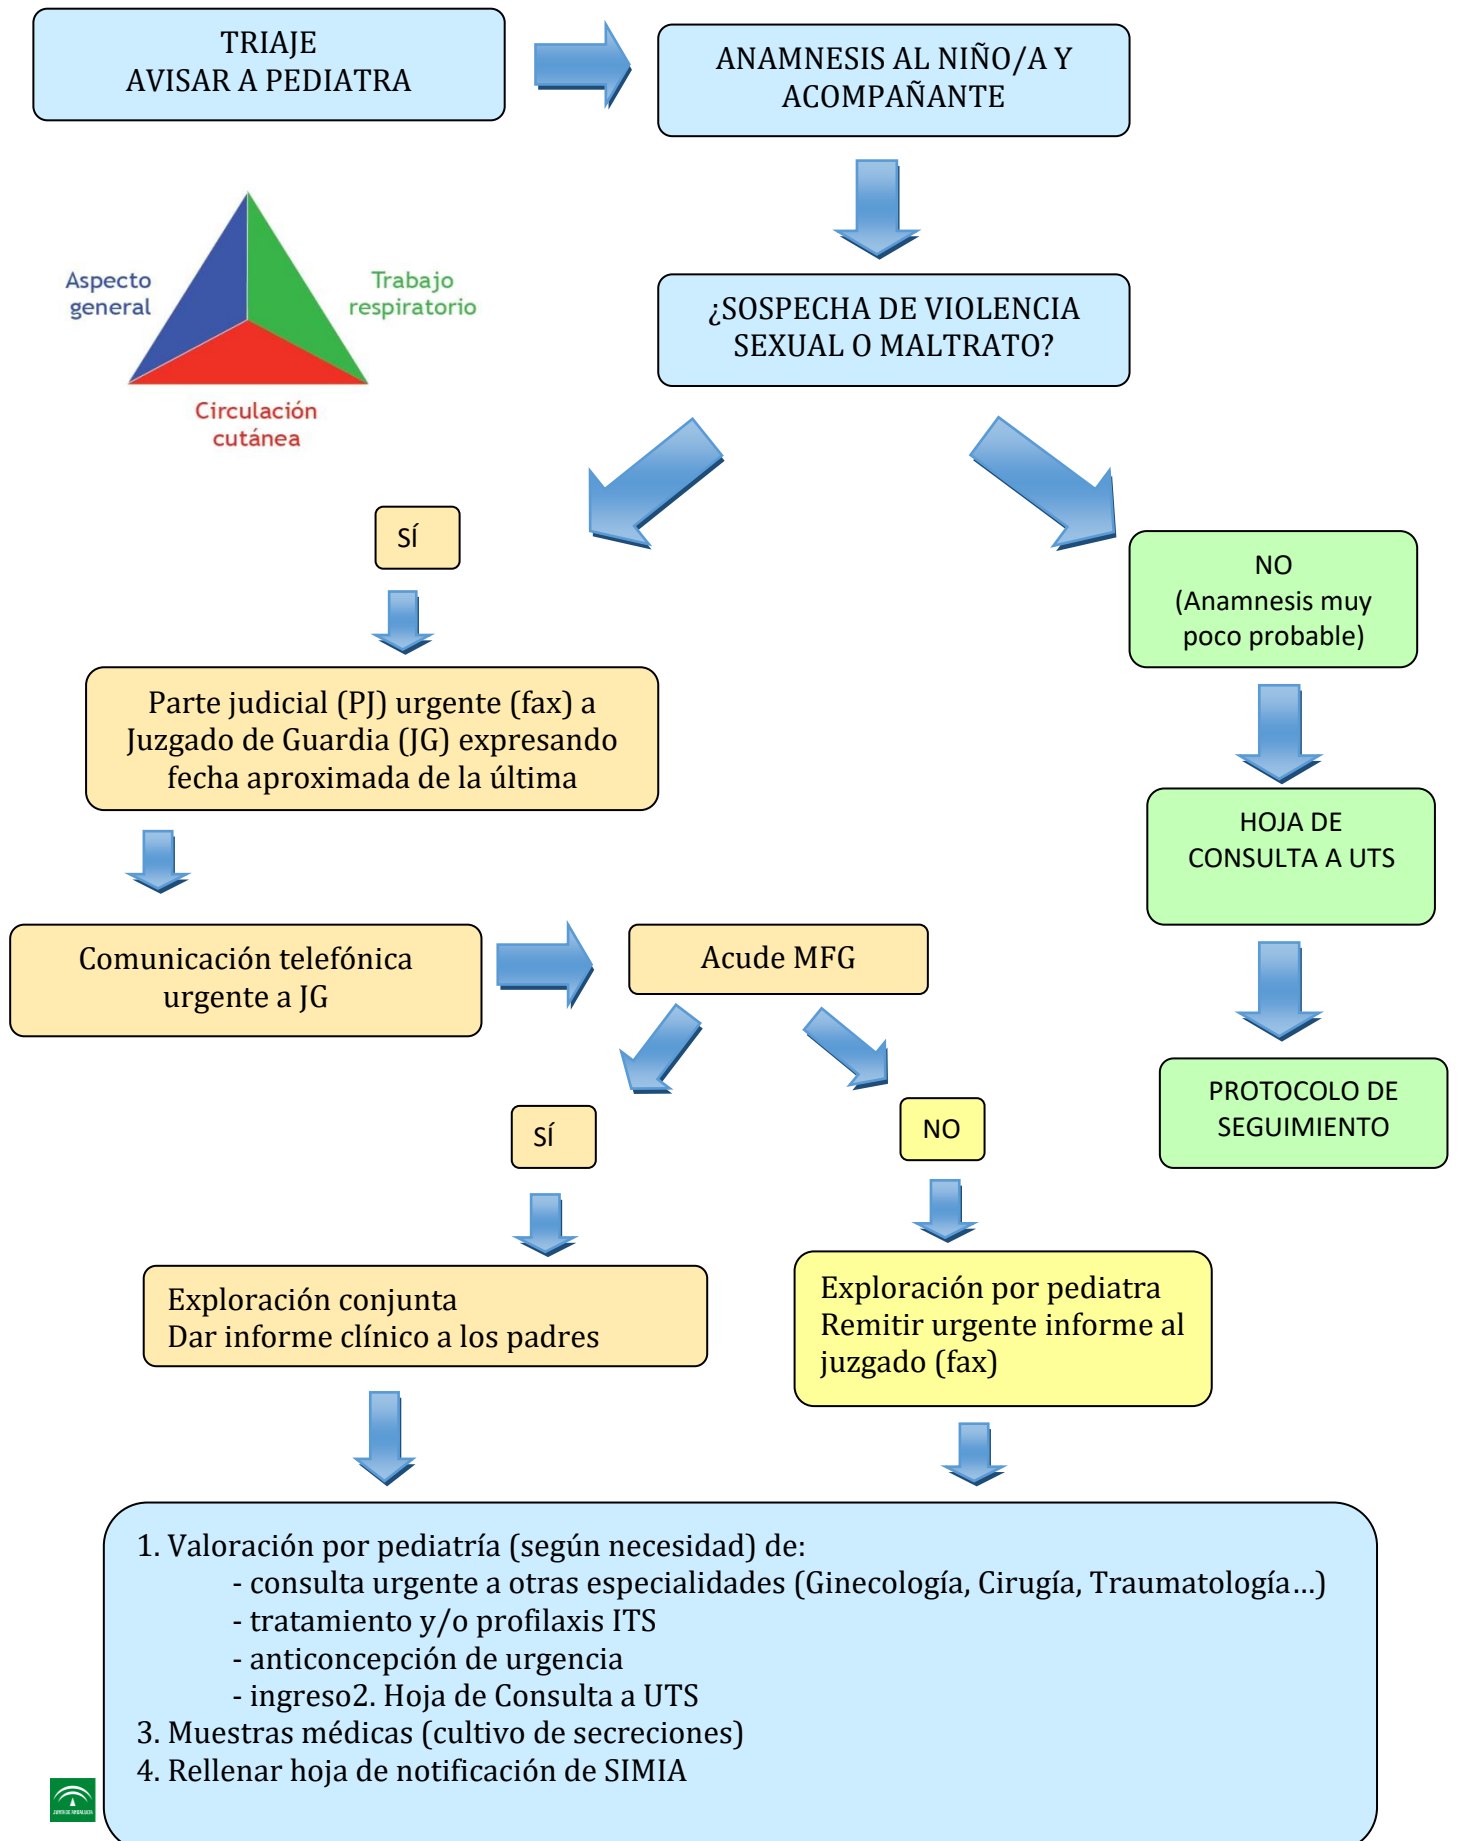 TRIAJE
AVISAR A PEDIATRA
ANAMNESIS AL NIÑO/A Y
ACOMPAÑANTE
Aspecto
general
Trabajo
respiratorio
Circulación
cutánea
¿SOSPECHA DE VIOLENCIA
SEXUAL O MALTRATO?
SÍ
NO
(Anamnesis muy
poco probable)
Parte judicial (PJ) urgente (fax) a
Juzgado de Guardia (JG) expresando
fecha aproximada de la última
HOJA DE
CONSULTA A UTS
Comunicación telefónica
urgente a JG
Acude MFG
PROTOCOLO DE
SEGUIMIENTO
SÍ
NO
Exploración conjunta
Dar informe clínico a los padres
Exploración por pediatra
Remitir urgente informe al
juzgado (fax)
1. Valoración por pediatría (según necesidad) de:
- consulta urgente a otras especialidades (Ginecología, Cirugía, Traumatología…)
- tratamiento y/o profilaxis ITS
- anticoncepción de urgencia
- ingreso2. Hoja de Consulta a UTS
3. Muestras médicas (cultivo de secreciones)
4. Rellenar hoja de notificación de SIMIA
JUNTA DE ANDALUCIA